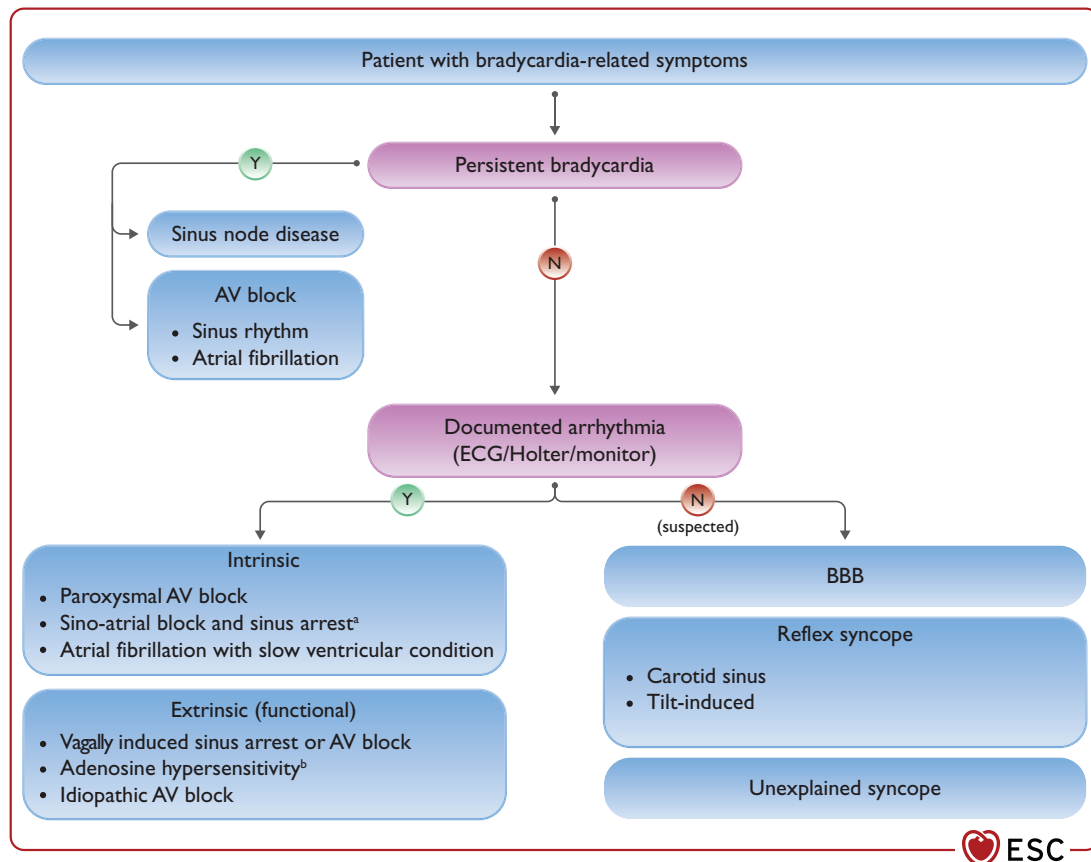 Patient with bradycardia-related symptoms
Y
Persistent bradycardia
Sinus node disease
N
AV block
• Sinus rhythm
• Atrial fibrillation
Documented arrhythmia
(ECG/Holter/monitor)
Y
N
(suspected)
Intrinsic
• Paroxysmal AV block
• Sino-atrial block and sinus arrestᵃ
• Atrial fibrillation with slow ventricular condition
Extrinsic (functional)
• Vagally induced sinus arrest or AV block
• Adenosine hypersensitivityᵇ
• Idiopathic AV block
BBB
Reflex syncope
• Carotid sinus
• Tilt-induced
Unexplained syncope
ESC